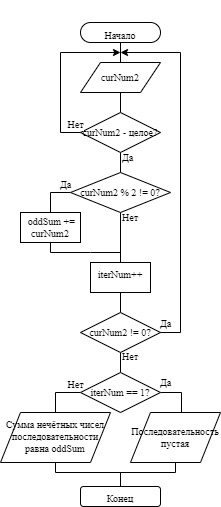 Начало
curNum2
Нет
curNum2 - целое?
Да
Да
curNum2 % 2 != 0?
Нет
oddSum +=
curNum2
iterNum++
curNum2 != 0?
Да
Нет
Нет
iterNum == 1?
Да
Сумма нечётных чисел
последовательности
равна oddSum
Последовательность
пустая
Конец